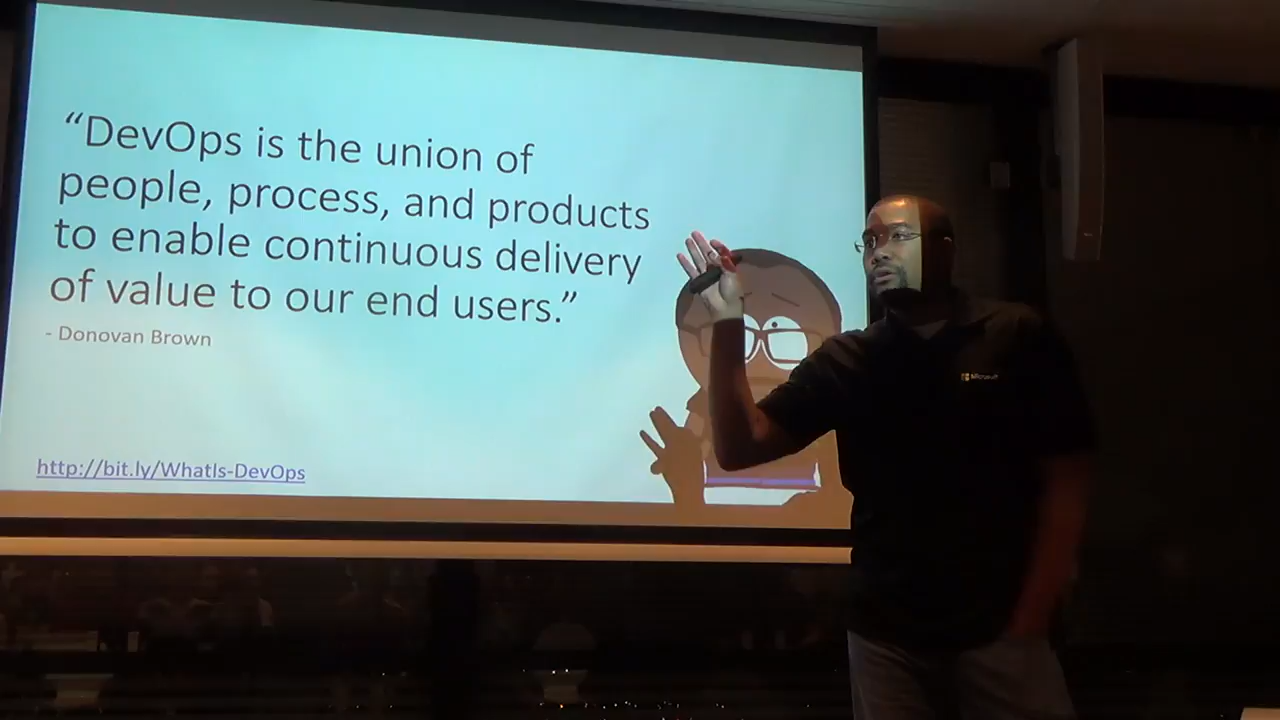 “DevOps is the union of
people, process, and products
to enable continuous delivery
of value to our end users.”
- Donovan Brown
http://bit.ly/WhatIs-DevOps
Microsoft